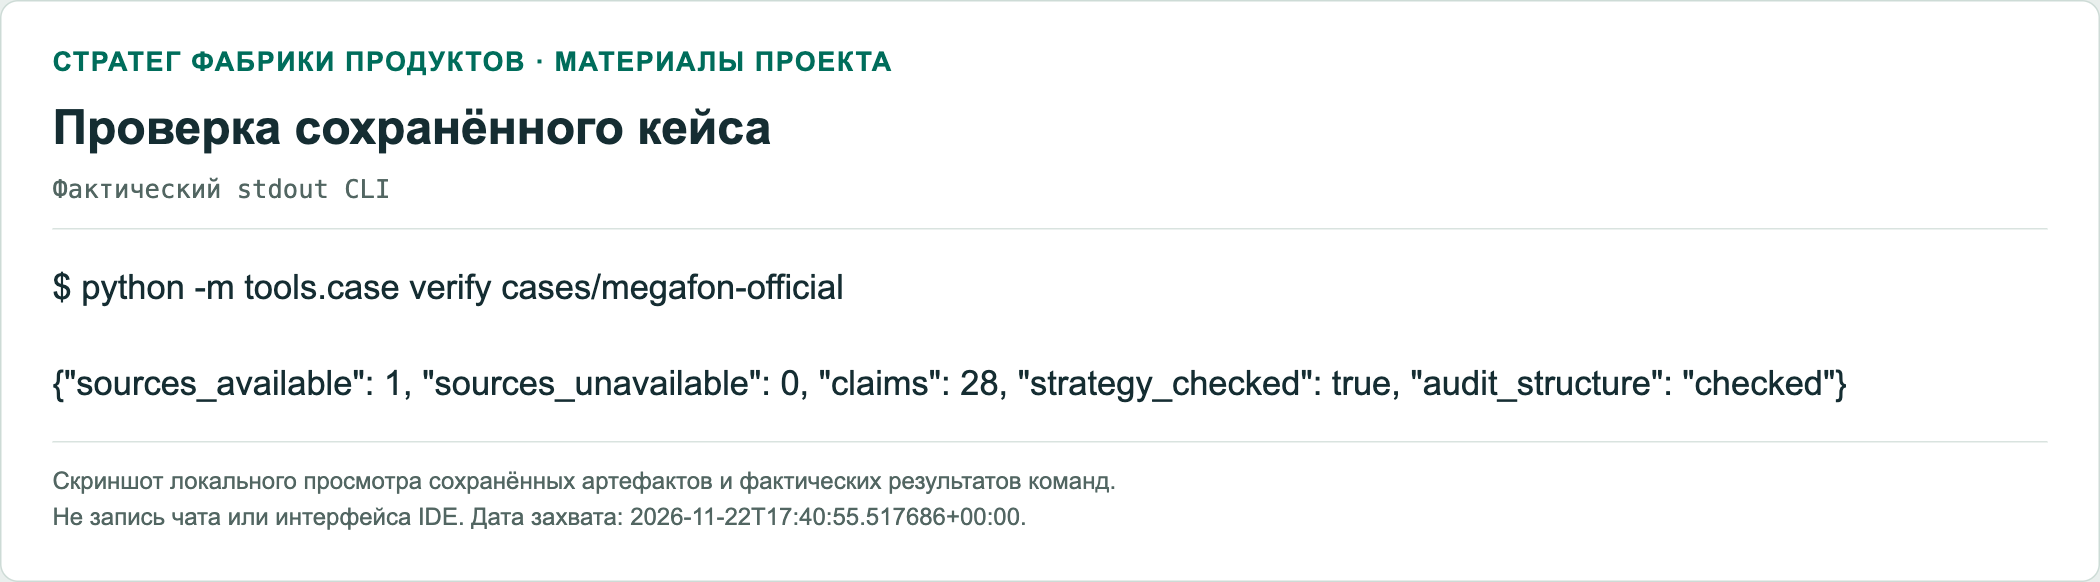 СТРАТЕГ ФАБРИКИ ПРОДУКТОВ · МАТЕРИАЛЫ ПРОЕКТА
Проверка сохранённого кейса
Фактический stdout CLI
$ python -m tools.case verify cases/megafon-official
{"sources_available": 1, "sources_unavailable": 0, "claims": 28, "strategy_checked": true, "audit_structure": "checked"}
Скриншот локального просмотра сохранённых артефактов и фактических результатов команд.
Не запись чата или интерфейса IDE. Дата захвата: 2026-11-22T17:40:55.517686+00:00.